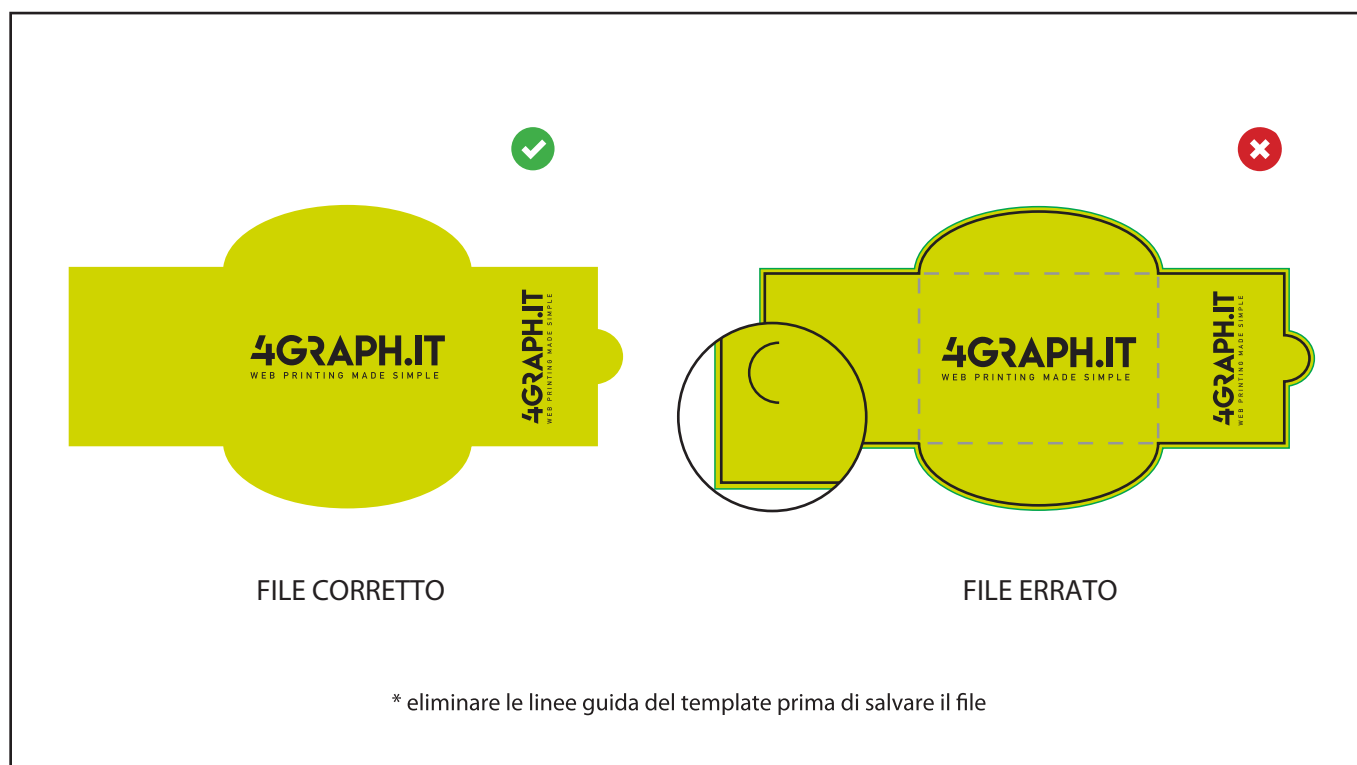 4GRAPH.IT
WEB PRINTING MADE SIMPLE
4GRAPH.IT
WEB PRINTING MADE SIMPLE
FILE CORRETTO
4GRAPH.IT
WEB PRINTING MADE SIMPLE
4GRAPH.IT
WEB PRINTING MADE SIMPLE
FILE ERRATO
* eliminare le linee guida del template prima di salvare il file